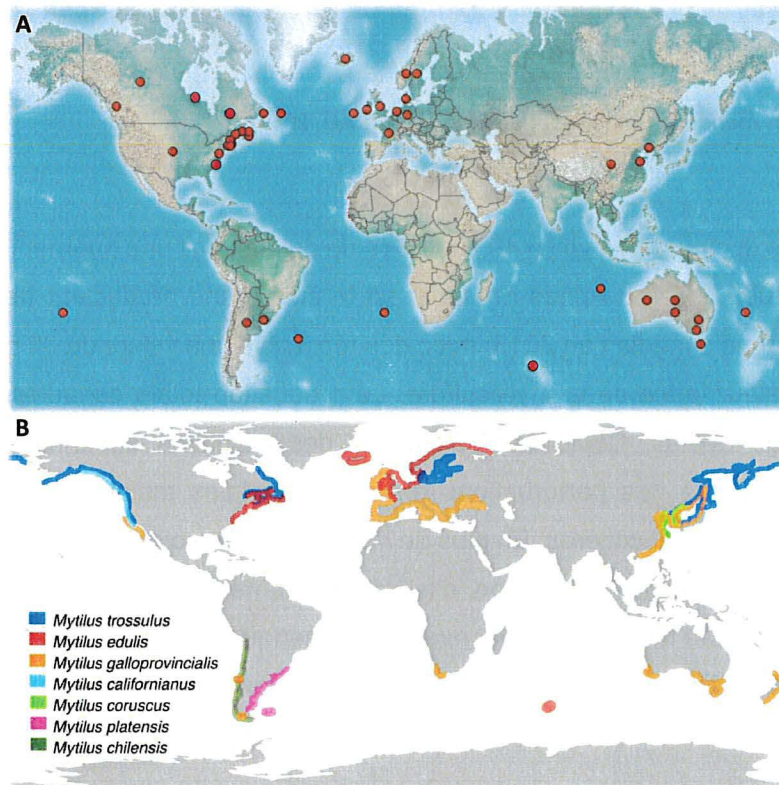 A
B
Mytilus trossulus
Mytilus edulis
Mytilus galloprovincialis
Mytilus californianus
Mytilus coruscus
Mytilus platensis
Mytilus chilensis